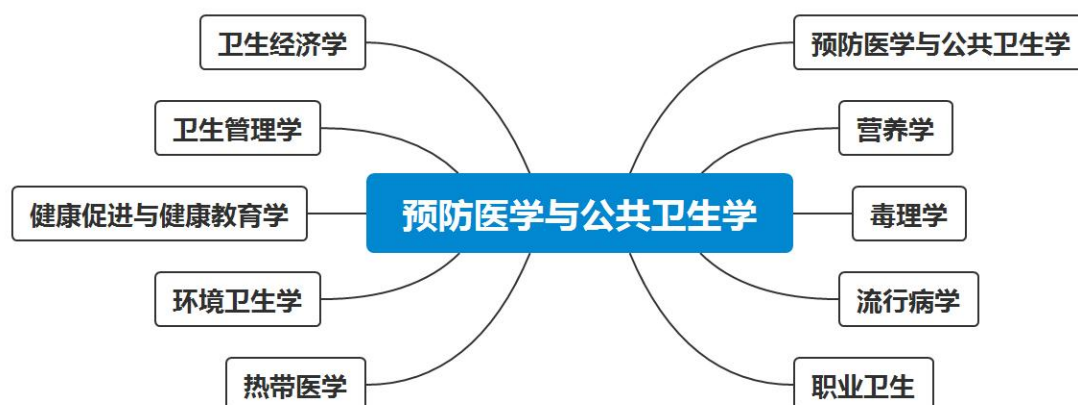 卫生经济学
预防医学与公共卫生学
卫生管理学
营养学
健康促进与健康教育学
预防医学与公共卫生学
毒理学
环境卫生学
流行病学
热带医学
职业卫生